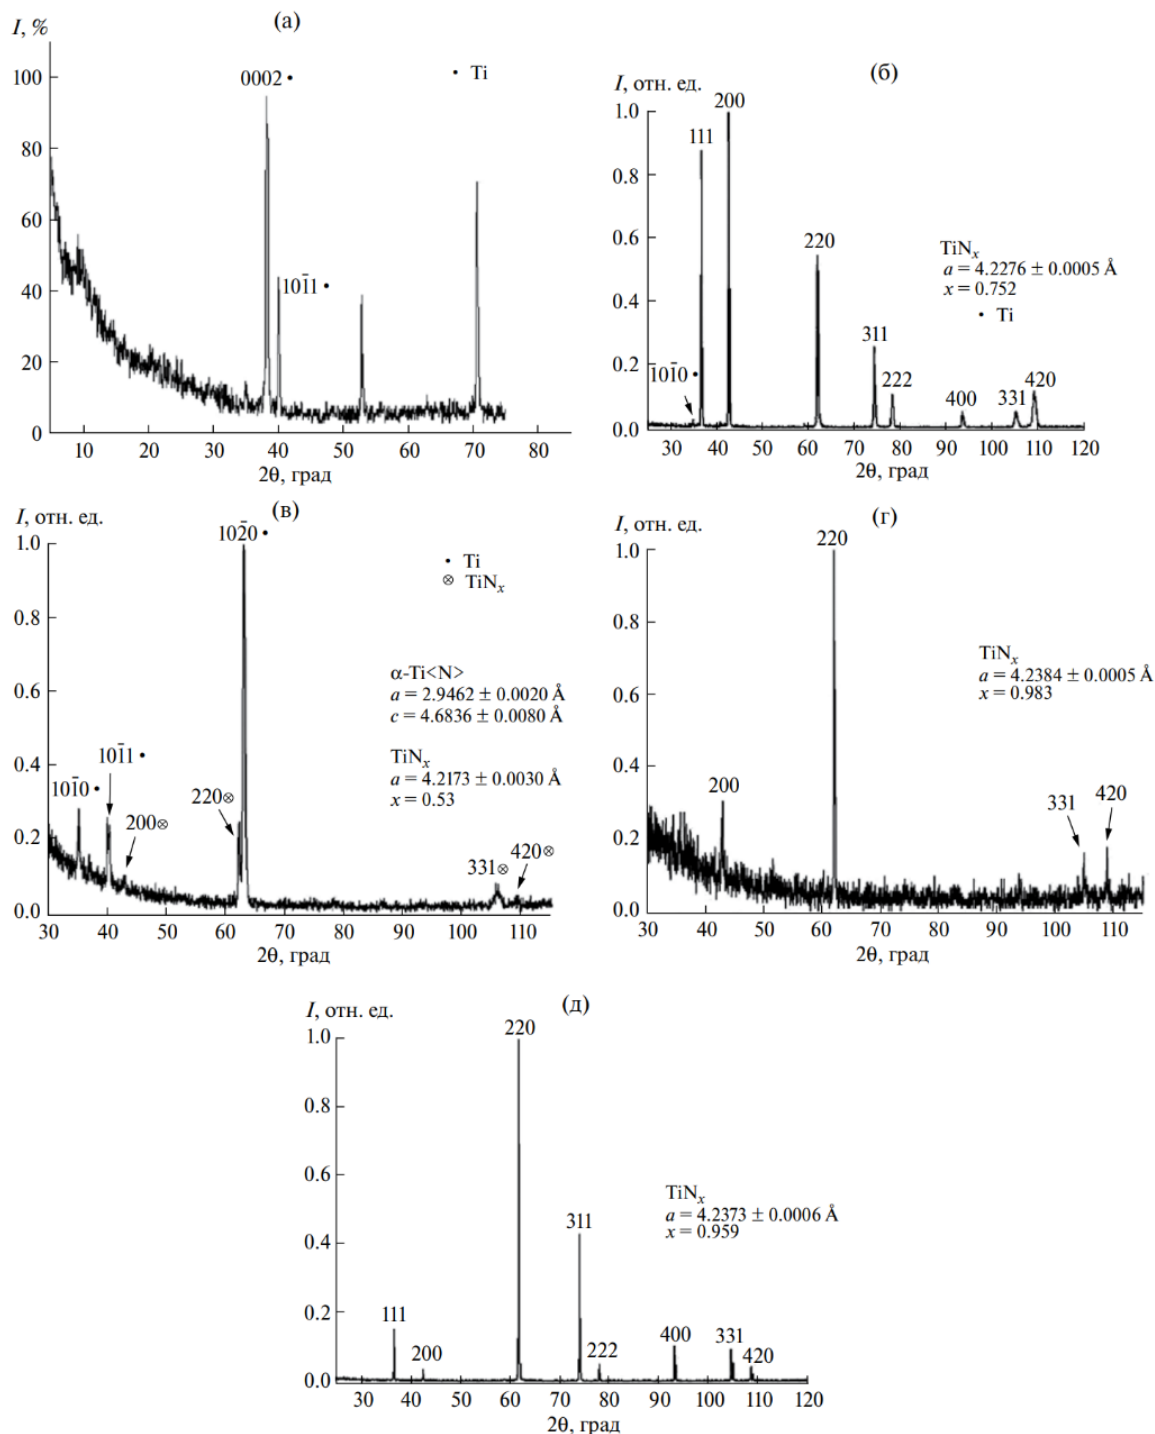 (а)
I, %
0002 •
• Ti
100
80
60
101̄1 •
40
20
0
10 20 30 40 50 60 70 80
2θ, град
(б)
I, отн. ед.
200
1.0
111
0.8
0.6
220
TiNₓ
a = 4.2276 ± 0.0005 Å
x = 0.752
• Ti
0.4
311
0.2
1̄01̄0 •
222
400 331 420
0.0
30 40 50 60 70 80 90 100 110 120
2θ, град
(в)
I, отн. ед.
102̄0 •
1.0
• Ti
⊗ TiNₓ
0.8
α-Ti<N>
a = 2.9462 ± 0.0020 Å
c = 4.6836 ± 0.0080 Å
0.6
TiNₓ
a = 4.2173 ± 0.0030 Å
x = 0.53
0.4
101̄1 •
101̄0 •
220⊗
200⊗
0.2
331⊗ 420⊗
0.0
30 40 50 60 70 80 90 100 110
2θ, град
(г)
I, отн. ед.
220
1.0
0.8
TiNₓ
a = 4.2384 ± 0.0005 Å
x = 0.983
0.6
0.4
200
331 420
0.2
0.0
30 40 50 60 70 80 90 100 110
2θ, град
(д)
I, отн. ед.
220
1.0
0.8
0.6
TiNₓ
a = 4.2373 ± 0.0006 Å
x = 0.959
311
0.4
0.2
111
200
222
400 331 420
0.0
30 40 50 60 70 80 90 100 110 120
2θ, град